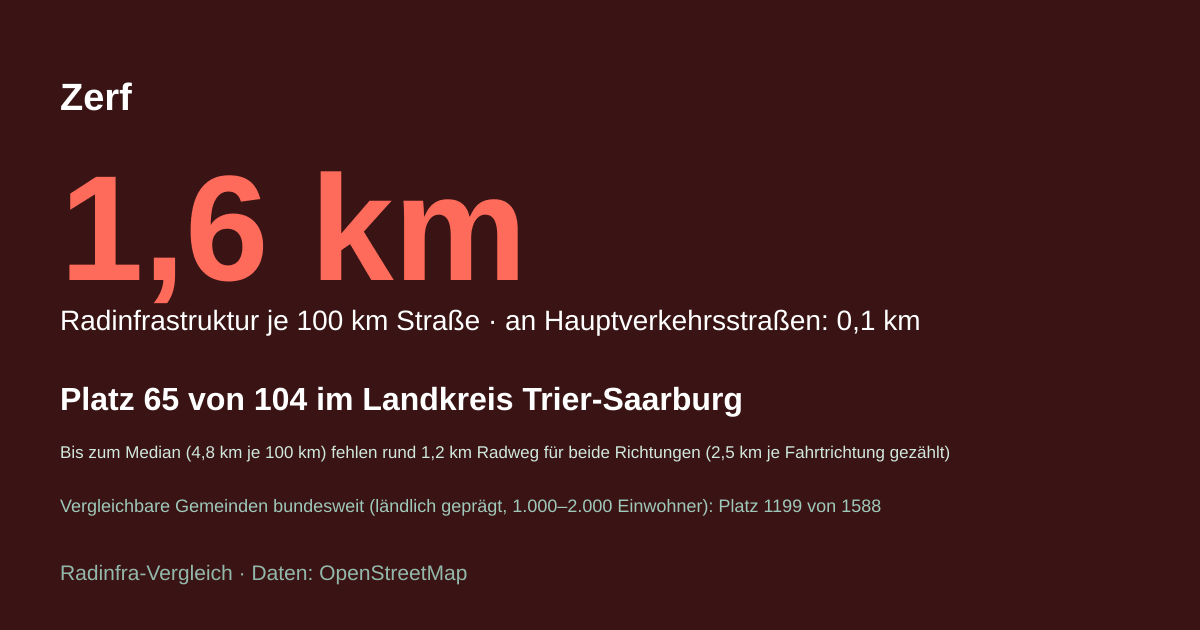 Zerf
1,6 km
Radinfrastruktur je 100 km Straße · an Hauptverkehrsstraßen: 0,1 km
Platz 65 von 104 im Landkreis Trier-Saarburg
Bis zum Median (4,8 km je 100 km) fehlen rund 1,2 km Radweg für beide Richtungen (2,5 km je Fahrtrichtung gezählt)
Vergleichbare Gemeinden bundesweit (ländlich geprägt, 1.000–2.000 Einwohner): Platz 1199 von 1588
Radinfra-Vergleich · Daten: OpenStreetMap